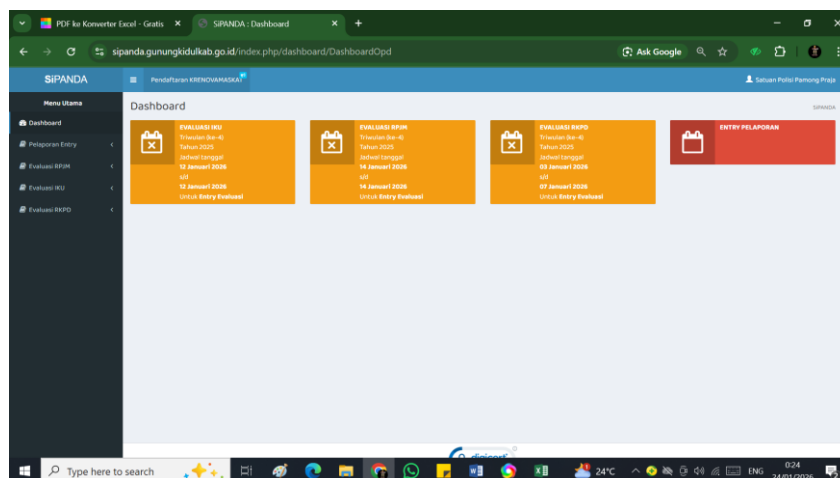 PDF ke Konverter Excel - Gratis
SiPANDA : Dashboard
sipanda.gunungkidulkab.go.id/index.php/dashboard/DashboardOpd
Ask Google
SiPANDA
Pendaftaran KRENOVAMASKAT
Satuan Polisi Pamong Praja
Menu Utama
Dashboard
SiPANDA
Dashboard
Pelaporan Entry
Evaluasi RPJM
Evaluasi IKU
Evaluasi RKPD
EVALUASI IKU
Triwulan (ke-4)
Tahun 2025
Jadwal tanggal
12 Januari 2026
s/d
12 Januari 2026
Untuk Entry Evaluasi
EVALUASI RPJM
Triwulan (ke-4)
Tahun 2025
Jadwal tanggal
14 Januari 2026
s/d
14 Januari 2026
Untuk Entry Evaluasi
EVALUASI RKPD
Triwulan (ke-4)
Tahun 2025
Jadwal tanggal
03 Januari 2026
s/d
07 Januari 2026
Untuk Entry Evaluasi
ENTRY PELAPORAN
digicert
Type here to search
24°C
ENG
0:24
24/01/2026